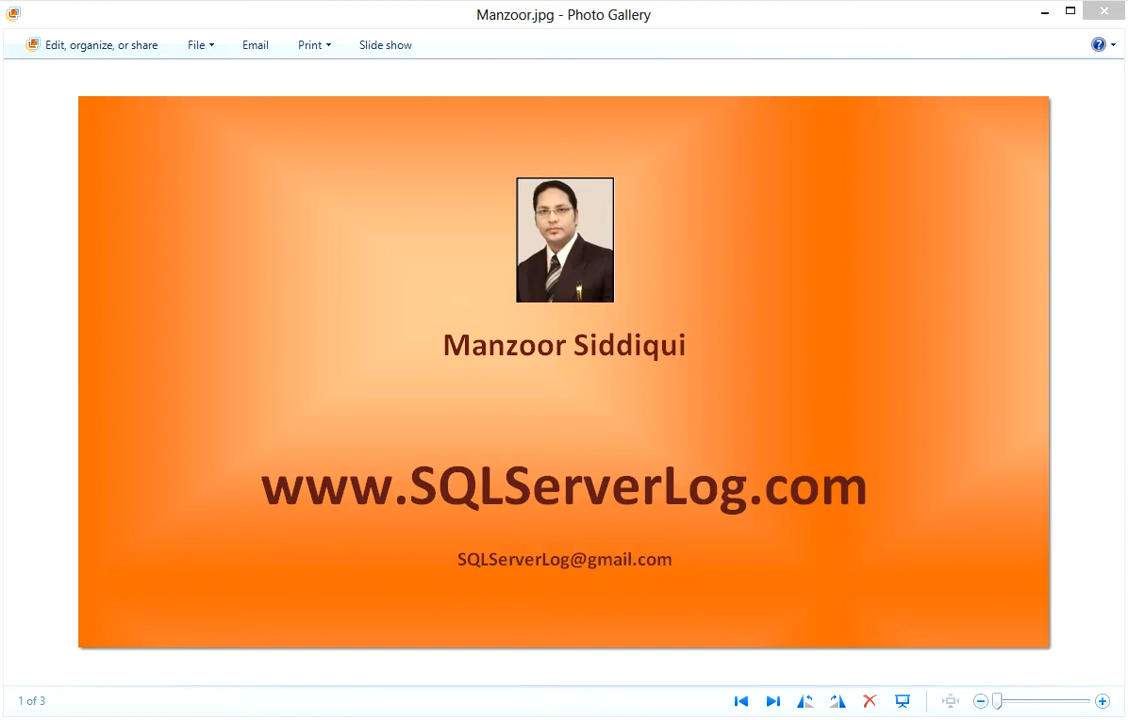 Manzoor.jpg - Photo Gallery
Edit, organize, or share File Email Print Slide show
Manzoor Siddiqui
www.SQLServerLog.com
SQLServerLog@gmail.com
1 of 3